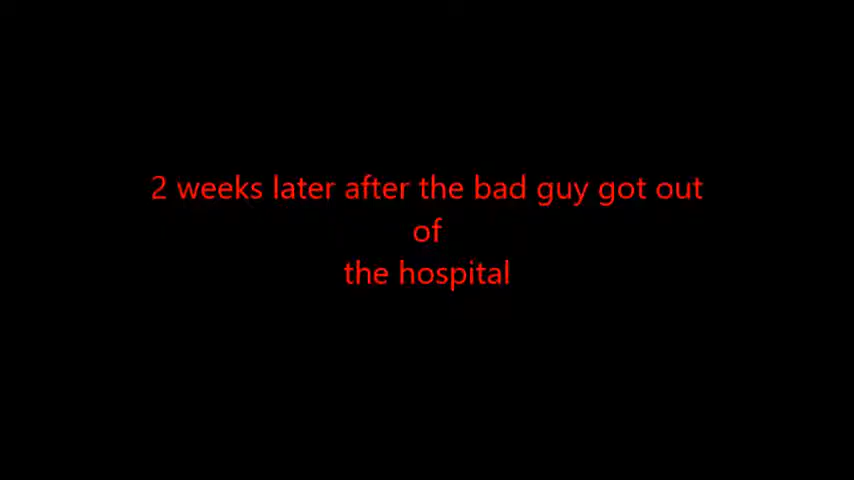 2 weeks later after the bad guy got out
of
the hospital